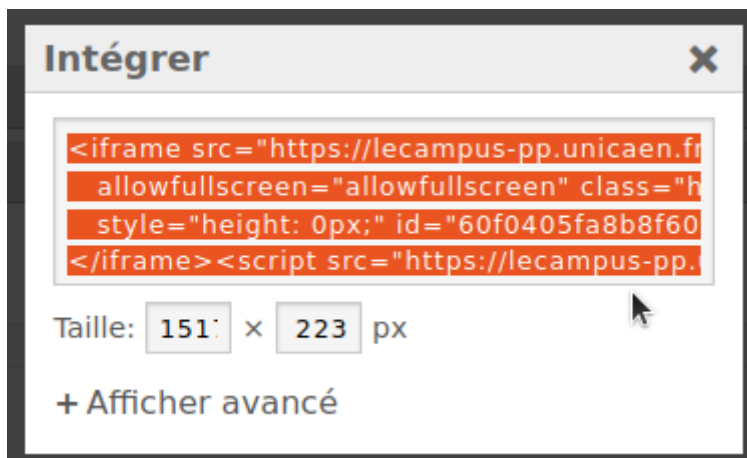 Intégrer
<iframe src="https://lecampus-pp.unicaen.fr
allowfullscreen="allowfullscreen" class="h
style="height: 0px;" id="60f0405fa8b8f60
</iframe><script src="https://lecampus-pp.
Taille: 151 × 223 px
+ Afficher avancé